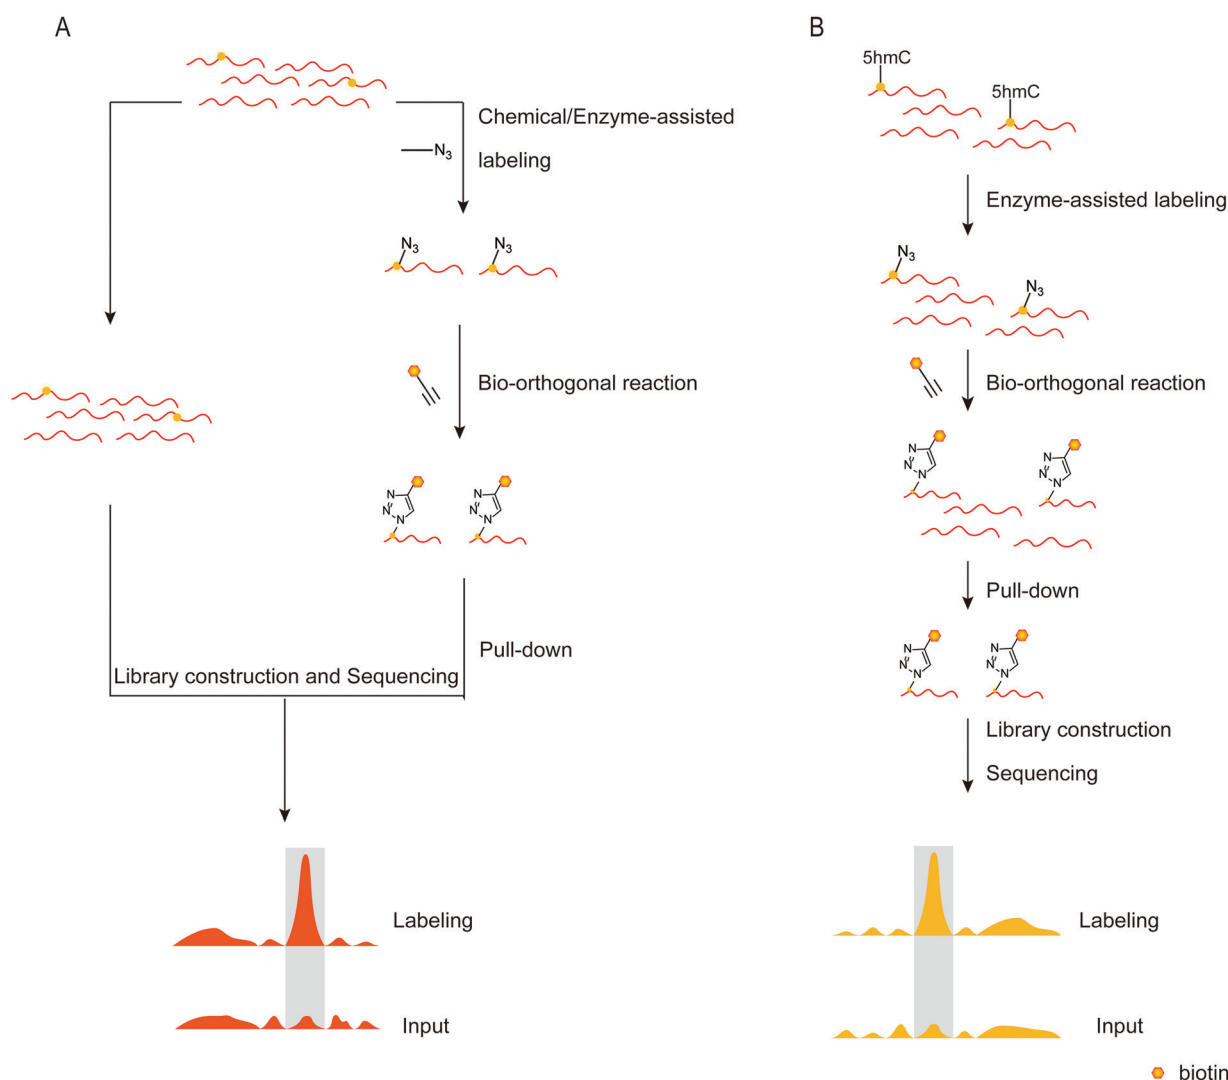 A
Chemical/Enzyme-assisted
N3
labeling
N3
N3
Bio-orthogonal reaction
N
N
N
N
N
N
Pull-down
Library construction and Sequencing
Labeling
Input
B
5hmC
5hmC
Enzyme-assisted labeling
N3
N3
Bio-orthogonal reaction
N
N
N
N
N
N
Pull-down
N
N
N
N
N
N
Library construction
Sequencing
Labeling
Input
biotin